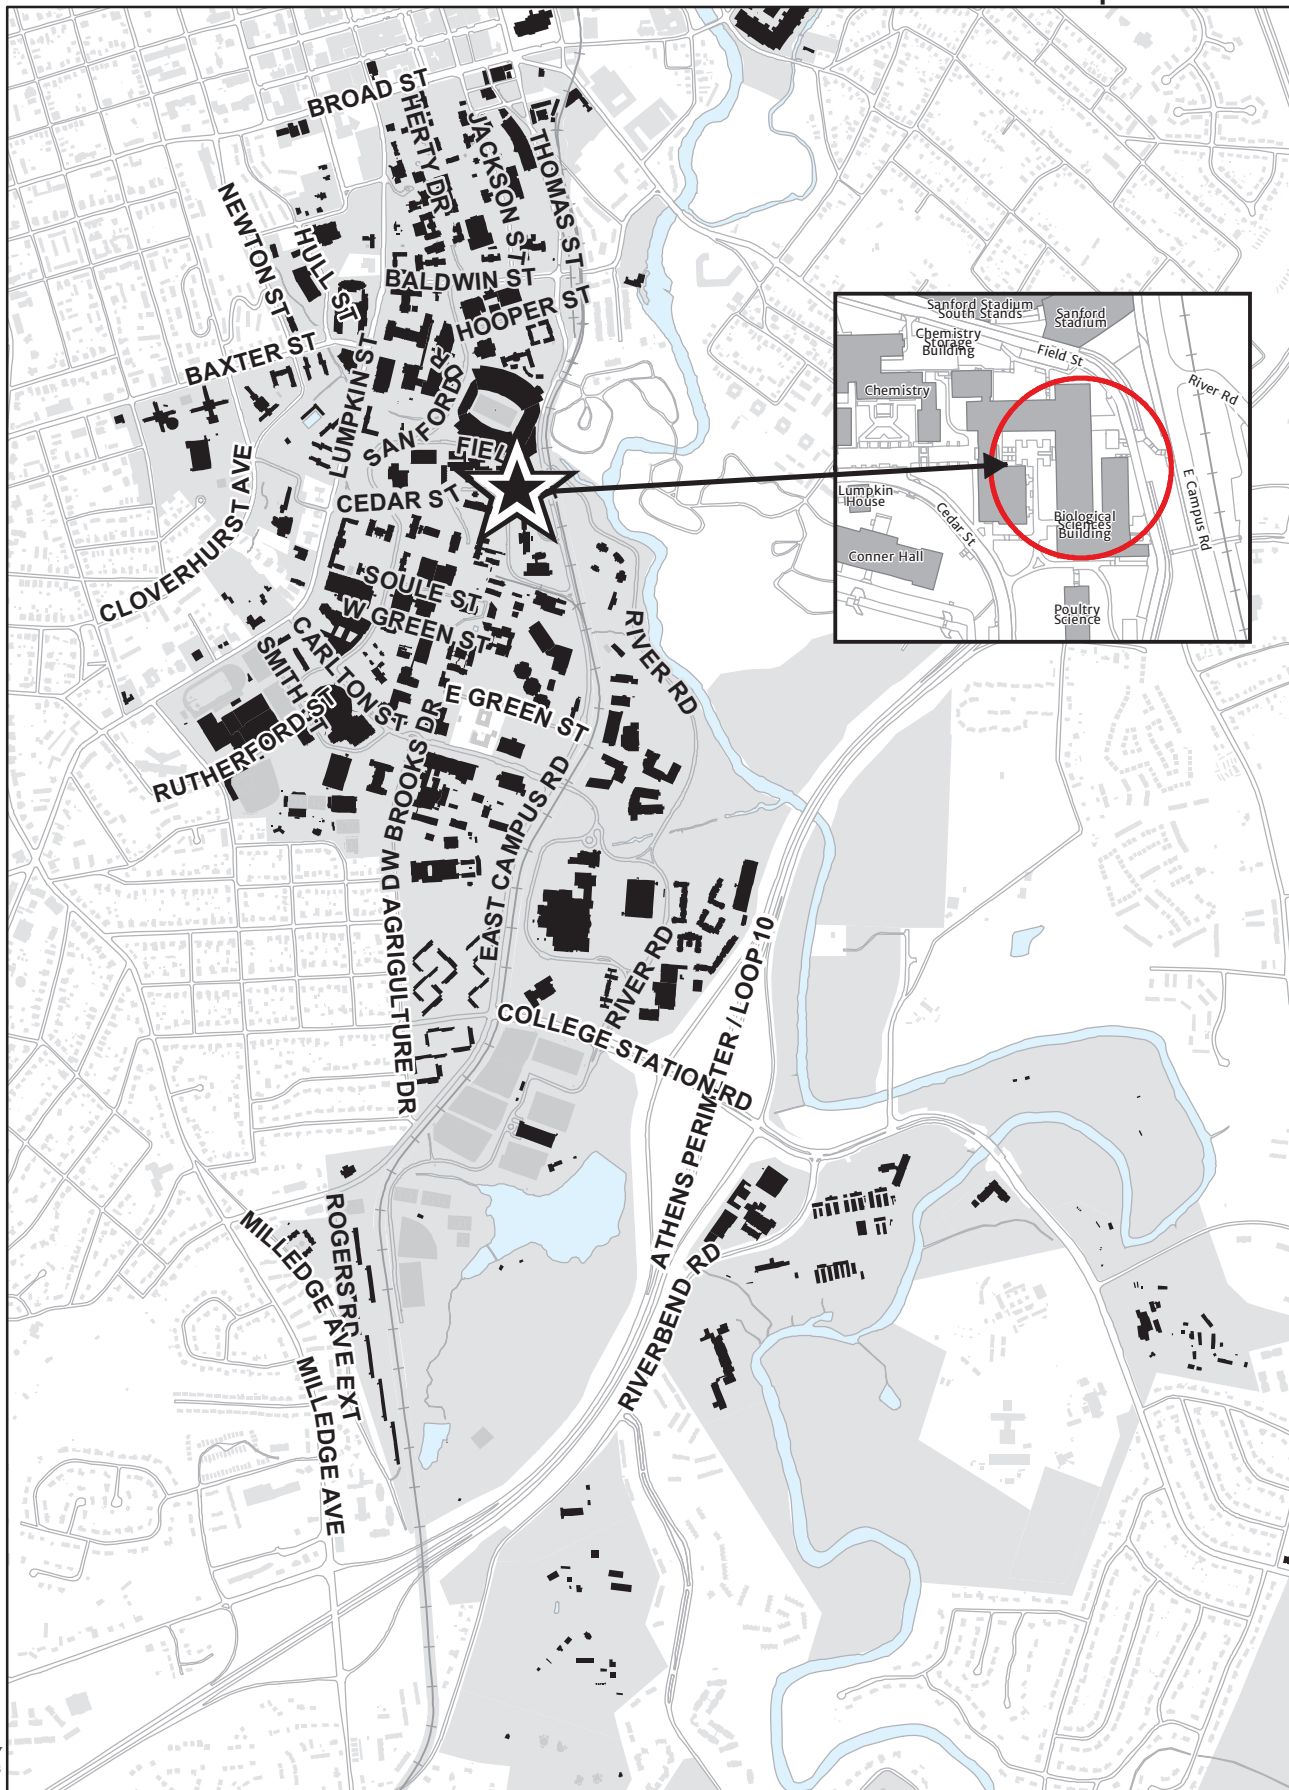 BROAD ST
HERTY DR
JACKSON ST
THOMAS ST
NEWTON ST
HULL ST
BALDWIN ST
HOOPER ST
BAXTER ST
LUMPKIN ST
SANFORD DR
FIEL
CEDAR ST
CLOVERHURST AVE
SOULE ST
W GREEN ST
CARLTON ST
SMITH ST
RUTHERFORD ST
E GREEN ST
RIVER RD
DW BROOKS DR
EAST CAMPUS RD
AGRIGULTURE DR
RIVER RD
COLLEGE STATION RD
ATHENS PERIMETER / LOOP 10
RIVERBEND RD
ROGERS RD
MILLEDGE AVE EXT
MILLEDGE AVE
Sanford Stadium
South Stands
Sanford
Stadium
Chemistry
Storage
Building
Field St
River Rd
Chemistry
Lumpkin
House
Cedar St
E Campus Rd
Biological
Sciences
Building
Conner Hall
Poultry
Science